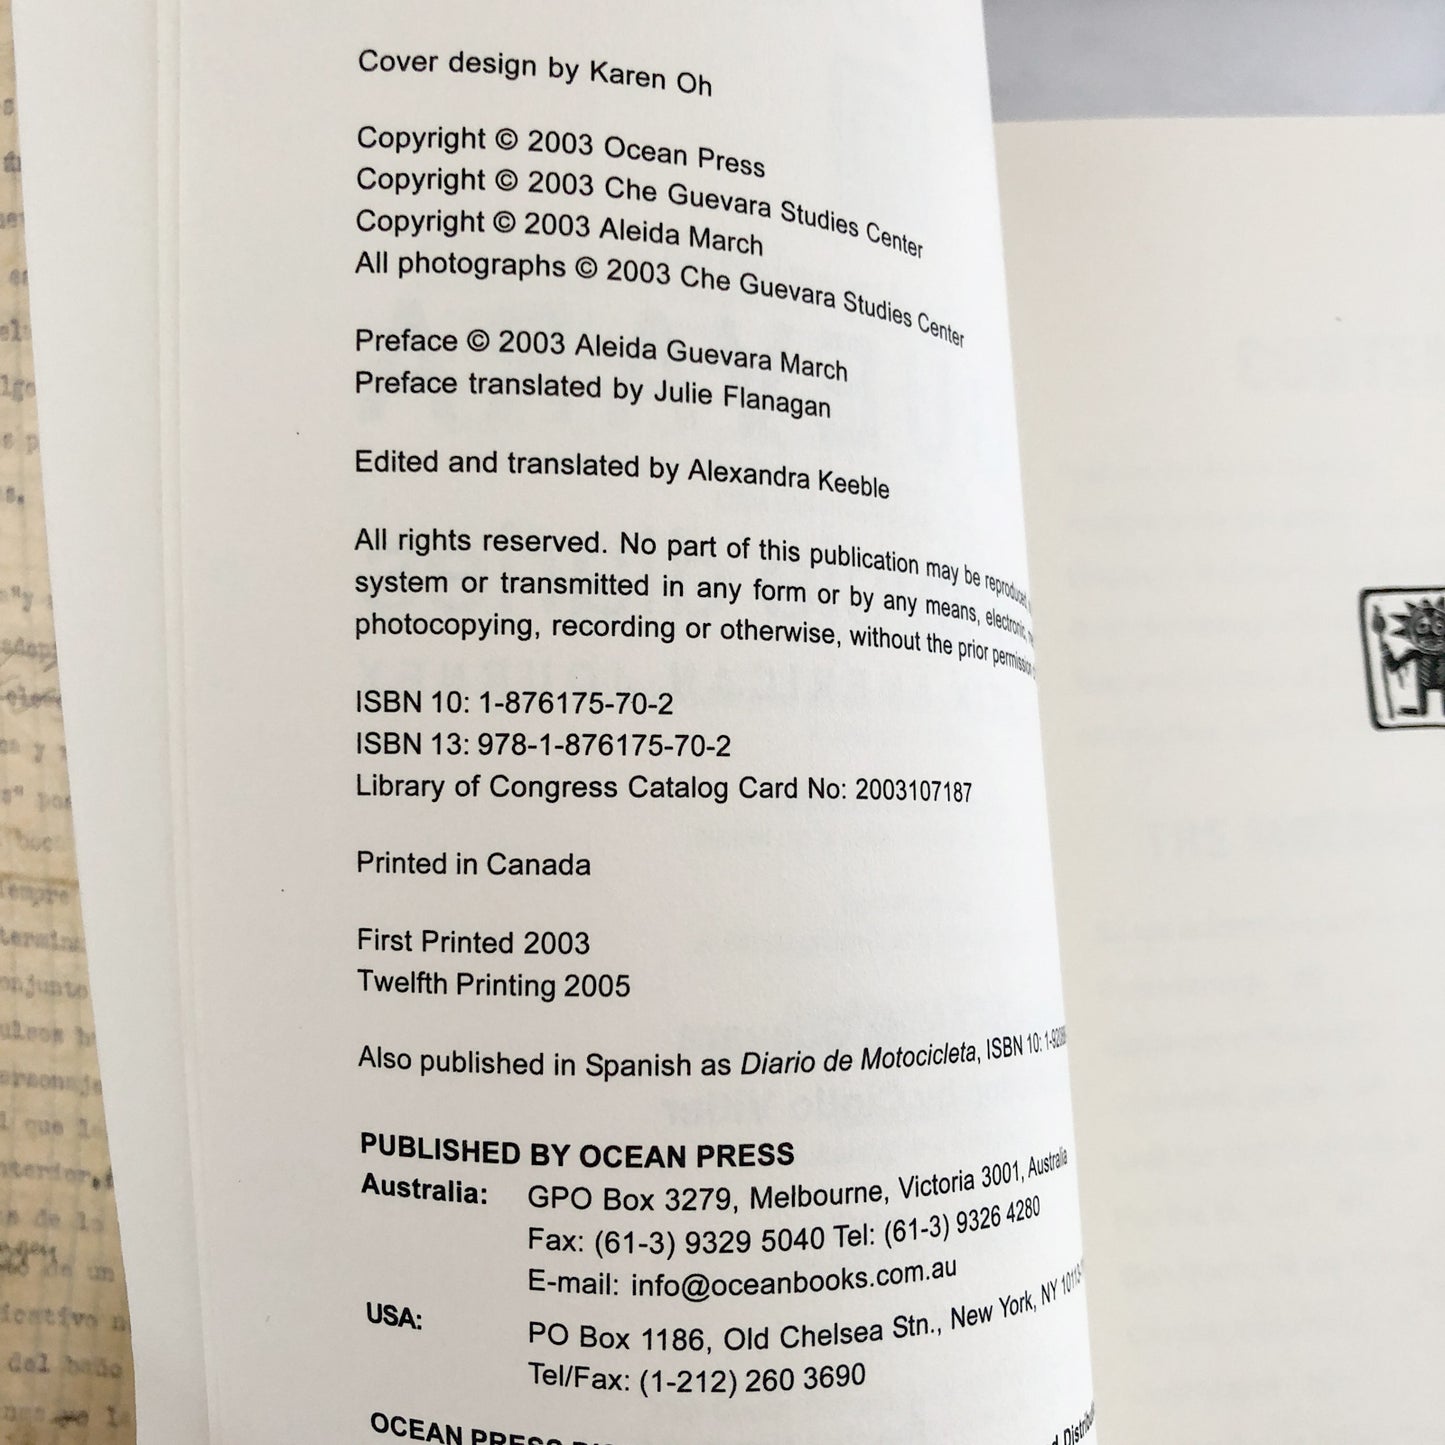 Cover design by Karen Oh
Copyright © 2003 Ocean Press
Copyright © 2003 Che Guevara Studies Center
Copyright © 2003 Aleida March
All photographs © 2003 Che Guevara Studies Center
Preface © 2003 Aleida Guevara March
Preface translated by Julie Flanagan
Edited and translated by Alexandra Keeble
All rights reserved. No part of this publication may be reproduced
system or transmitted in any form or by any means, electronic,
photocopying, recording or otherwise, without the prior permission
ISBN 10: 1-876175-70-2
ISBN 13: 978-1-876175-70-2
Library of Congress Catalog Card No: 2003107187
Printed in Canada
First Printed 2003
Twelfth Printing 2005
Also published in Spanish as Diario de Motocicleta, ISBN 10:
PUBLISHED BY OCEAN PRESS
Australia: GPO Box 3279, Melbourne, Victoria 3001, Australia
Fax: (61-3) 9329 5040 Tel: (61-3) 9326 4280
E-mail: info@oceanbooks.com.au
USA: PO Box 1186, Old Chelsea Stn., New York, NY
Tel/Fax: (1-212) 260 3690
OCEAN PRESS